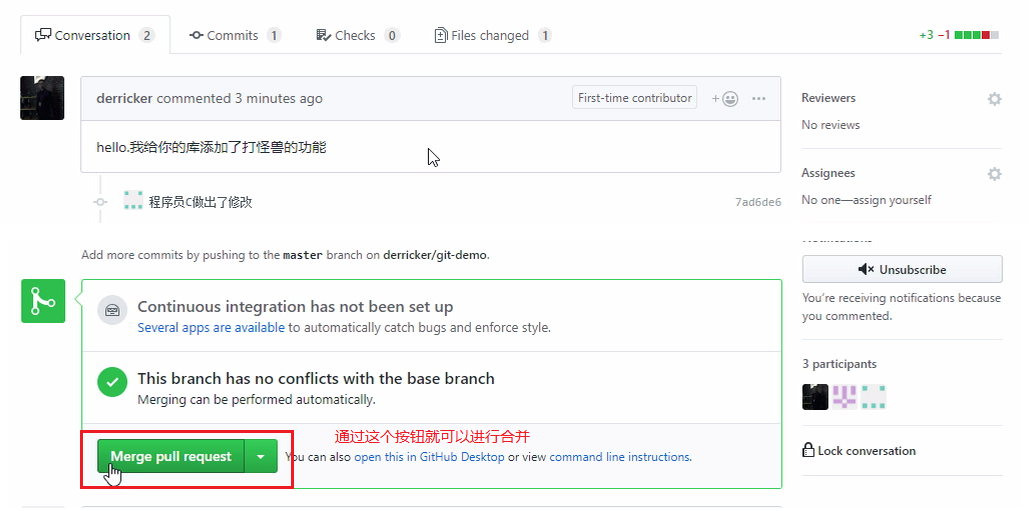 Conversation 2 Commits 1 Checks 0 Files changed 1 +3 −1
derricker commented 3 minutes ago First-time contributor
hello.我给你的库添加了打怪兽的功能
程序员C做出了修改 7ad6de6
Add more commits by pushing to the master branch on derricker/git-demo.
Continuous integration has not been set up
Several apps are available to automatically catch bugs and enforce style.
This branch has no conflicts with the base branch
Merging can be performed automatically.
通过这个按钮就可以进行合并
Merge pull request You can also open this in GitHub Desktop or view command line instructions.
Reviewers
No reviews
Assignees
No one—assign yourself
Unsubscribe
You're receiving notifications because
you commented.
3 participants
Lock conversation